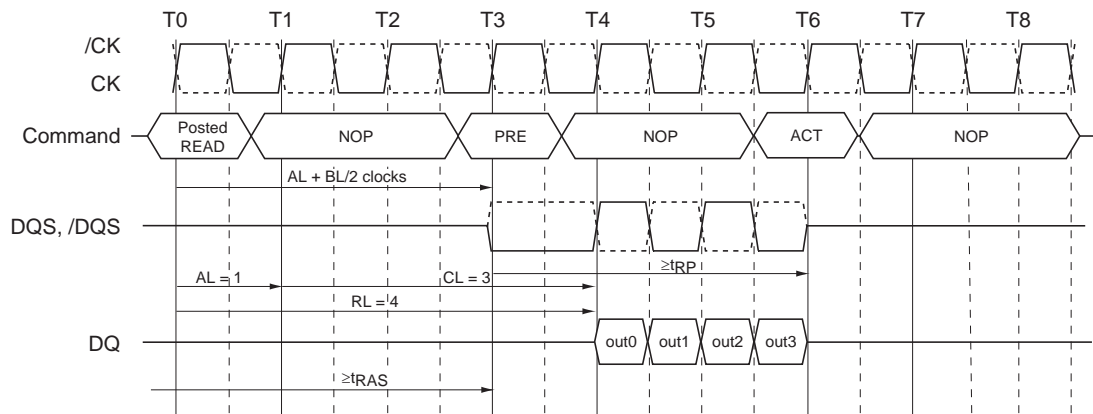 T0 T1 T2 T3 T4 T5 T6 T7 T8
/CK
CK
Command
Posted
READ
NOP PRE NOP ACT NOP
AL + BL/2 clocks
DQS, /DQS
≥tRP
AL = 1 CL = 3
RL = 4
DQ
out0 out1 out2 out3
≥tRAS